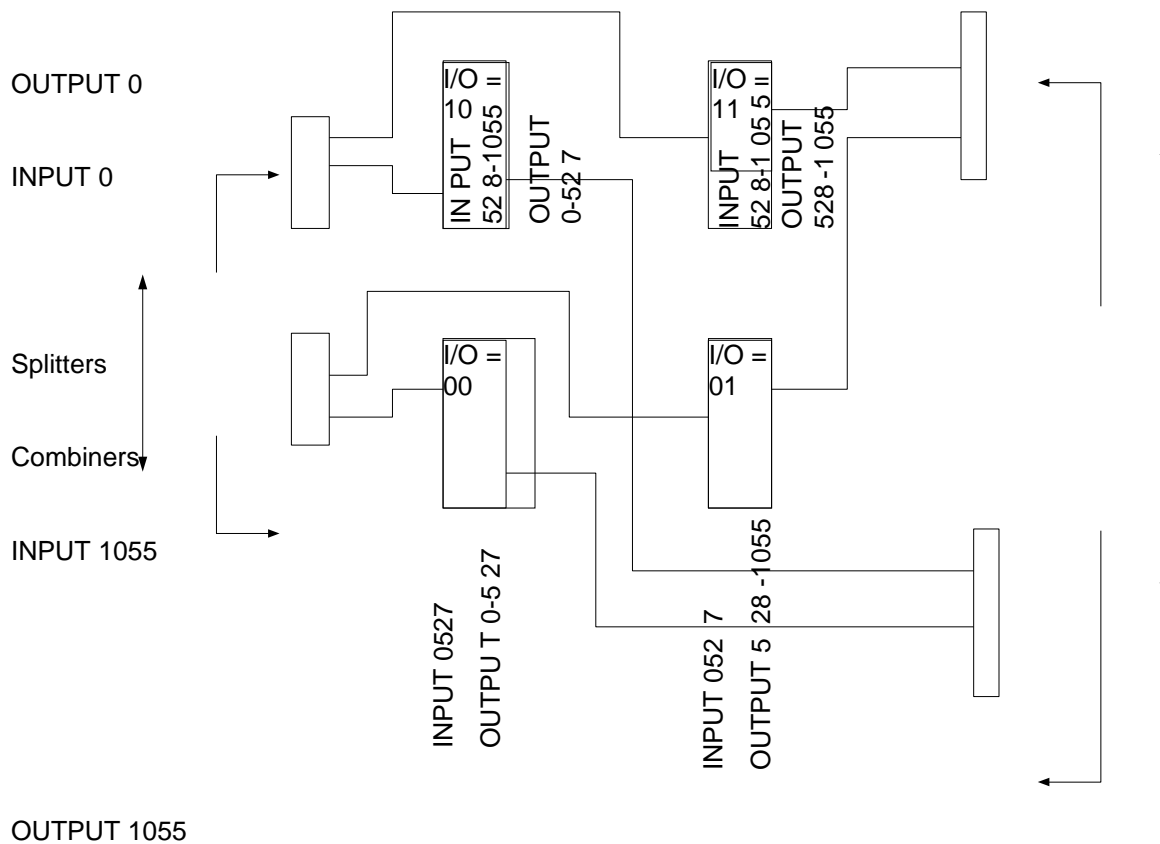 OUTPUT 0
INPUT 0
I/O =
10
IN PUT
52 8-1055
OUTPUT
0-52 7
I/O =
11
INPUT
52 8-1 05 5 =
OUTPUT
528 -1 055
Splitters
Combiners
I/O =
00
I/O =
01
INPUT 1055
INPUT 0527
OUTPU T 0-5 27
INPUT 052 7
OUTPUT 5 28 -1055
OUTPUT 1055